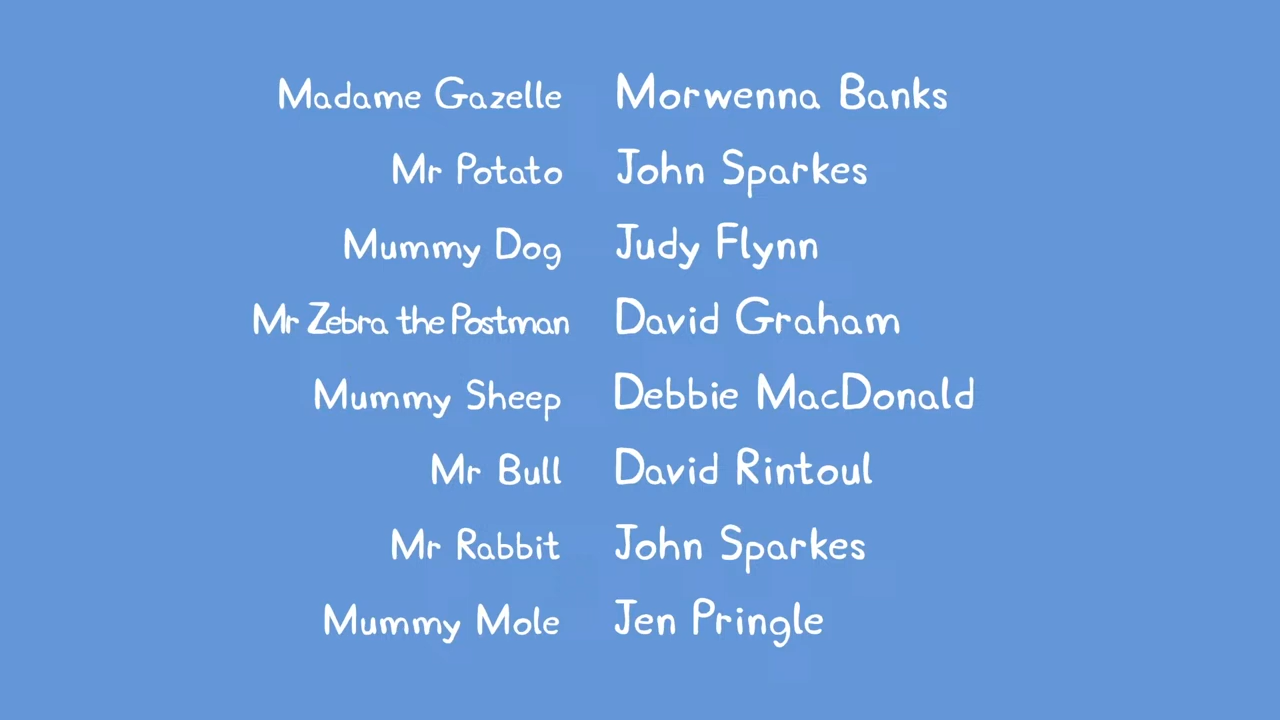 Madame Gazelle Morwenna Banks
Mr Potato John Sparkes
Mummy Dog Judy Flynn
Mr Zebra the Postman David Graham
Mummy Sheep Debbie MacDonald
Mr Bull David Rintoul
Mr Rabbit John Sparkes
Mummy Mole Jen Pringle